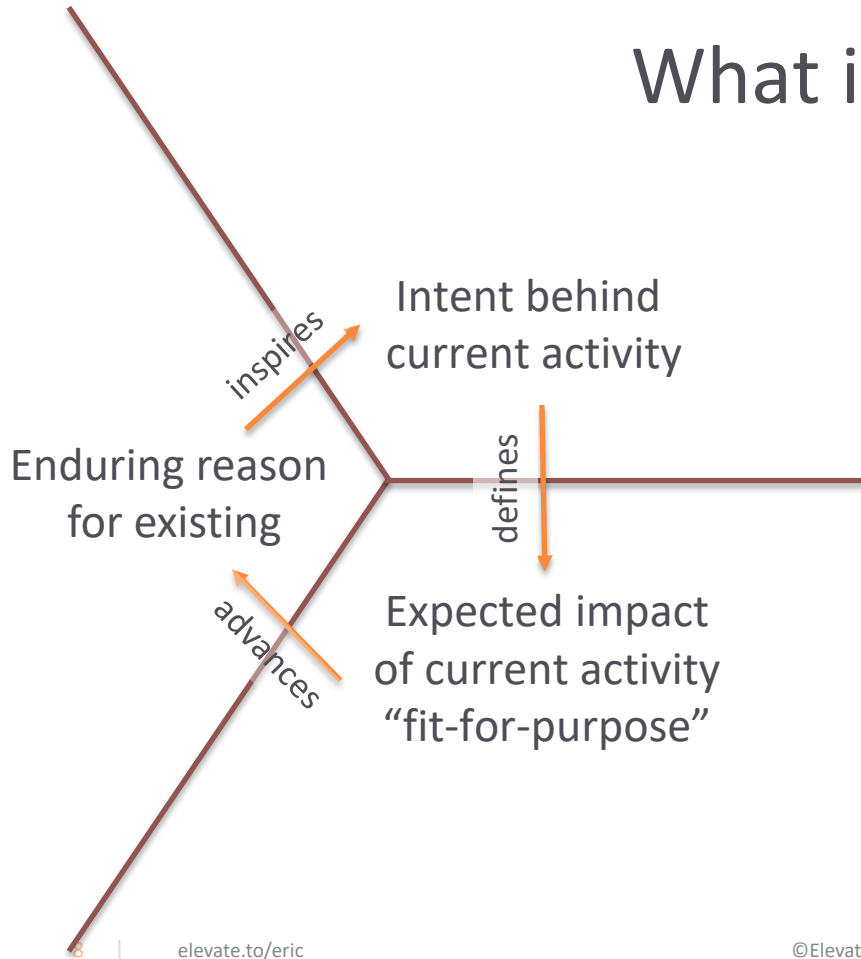 What i
inspires
Intent behind
current activity
Enduring reason
for existing
defines
advances
Expected impact
of current activity
“fit-for-purpose”
8 | elevate.to/eric
©Elevat